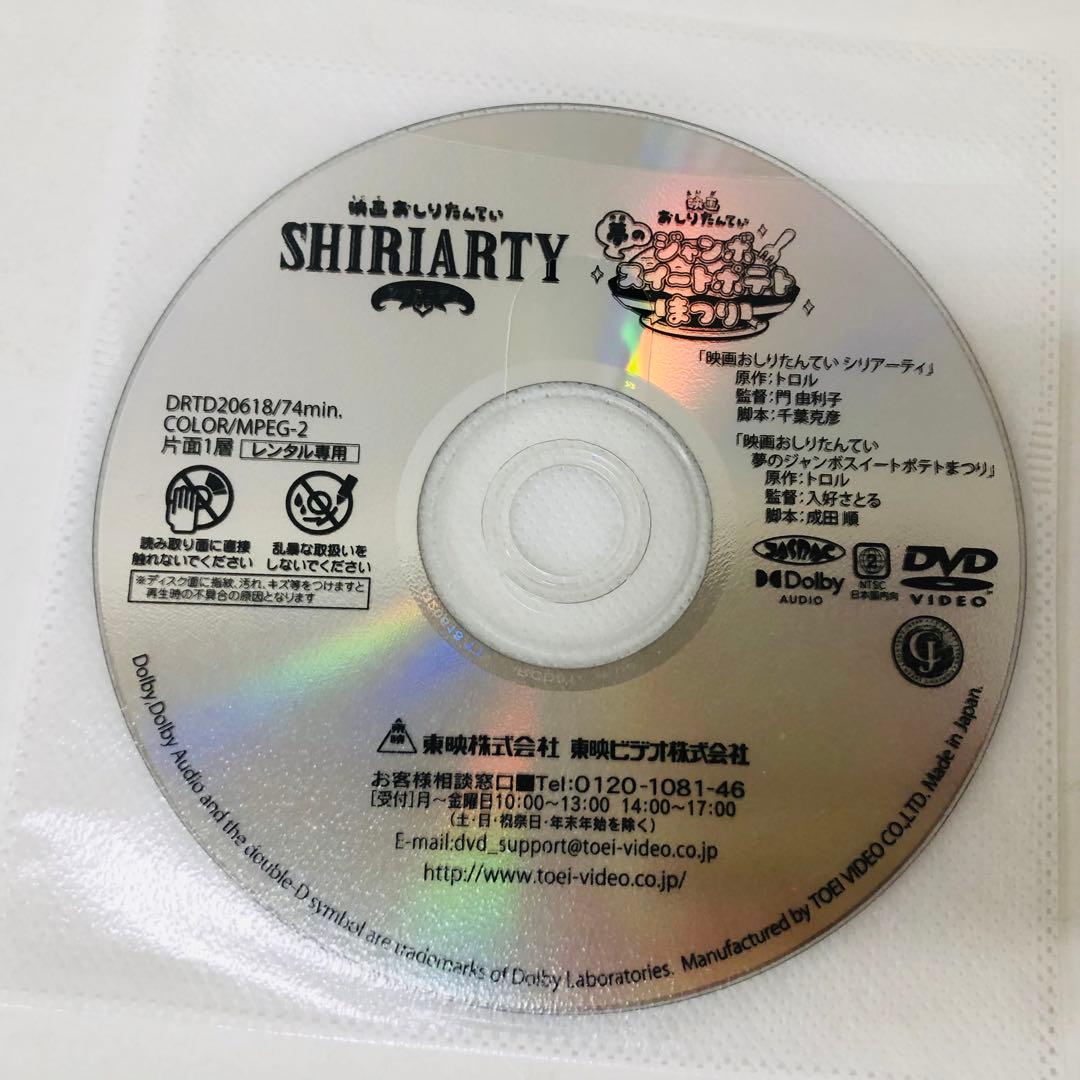 映画 おしりたんてい
SHIRIARTY
映画
おしりたんてい
夢の
ジャンボ
スイートポテト
まつり
「映画おしりたんてい シリアーティ」
原作:トロル
監督:門 由利子
脚本:千葉克彦
「映画おしりたんてい
夢のジャンボスイートポテトまつり」
原作:トロル
監督:入好さとる
脚本:成田 順
DRTD20618/74min.
COLOR/MPEG-2
片面1層 レンタル専用
読み取り面に直接
触れないでください
乱暴な取扱いを
しないでください
※ディスク面に指紋、汚れ、キズ等をつけますと
再生時の不具合の原因となります
JASRAC
Dolby
AUDIO
2
NTSC
日本国内向
DVD
VIDEO
東映
東映株式会社 東映ビデオ株式会社
お客様相談窓口■Tel:0120-1081-46
[受付]月~金曜日10:00~13:00 14:00~17:00
(土・日・祝祭日・年末年始を除く)
E-mail:dvd_support@toei-video.co.jp
http://www.toei-video.co.jp/
Dolby,Dolby Audio and the double-D symbol are trademarks of Dolby Laboratories. Manufactured by TOEI VIDEO CO.,LTD. Made in Japan.